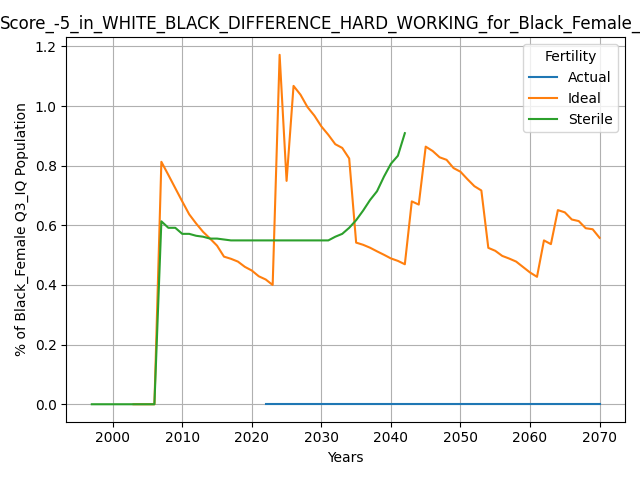 Score_-5_in_WHITE_BLACK_DIFFERENCE_HARD_WORKING_for_Black_Female_
Fertility
Actual
Ideal
Sterile
% of Black_Female Q3_IQ Population
1.2
1.0
0.8
0.6
0.4
0.2
0.0
2000 2010 2020 2030 2040 2050 2060 2070
Years